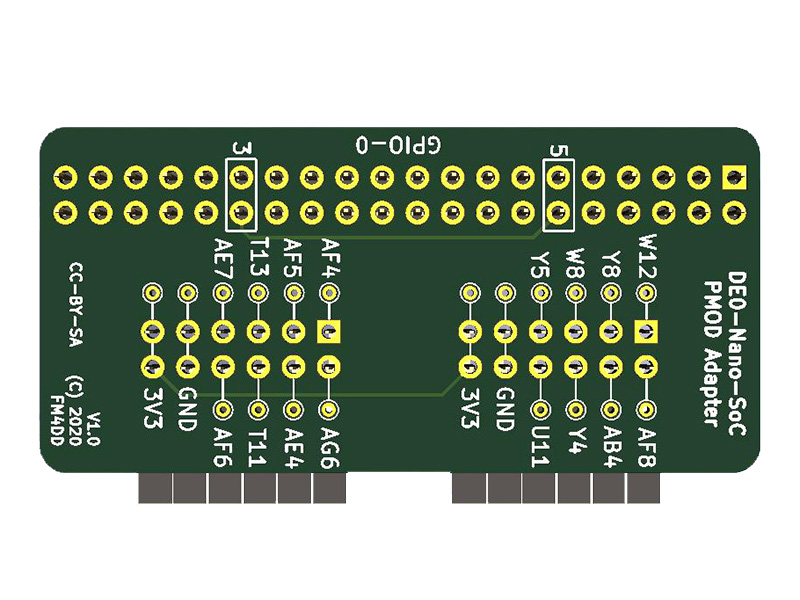 GPIO-0
3
5
AE7
T13
AF5
AF4
Y5
W8
Y8
W12
3V3
GND
AF6
T11
AE4
AG6
3V3
GND
U11
Y4
AB4
AF8
DE0-Nano-SoC
PMOD Adapter
CC-BY-SA
(C) 2020
V1.0
FM4DD